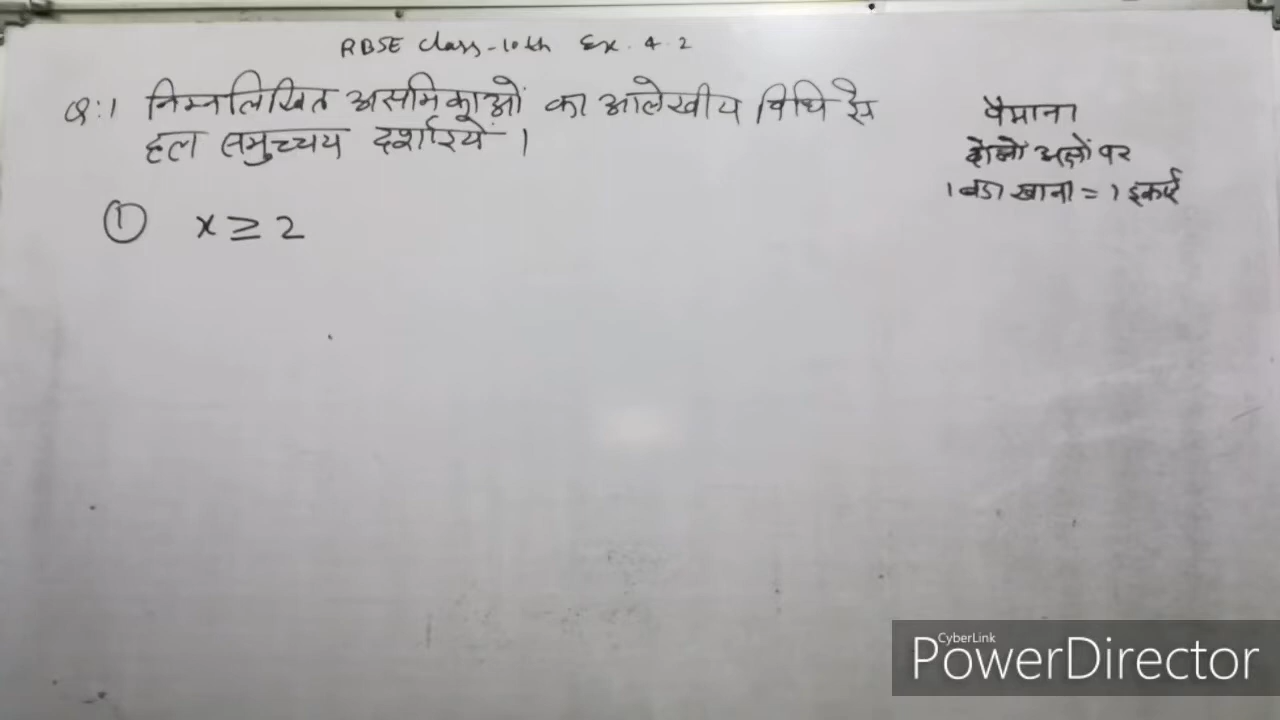 RBSE Class-10th Ex. 4.2
Q:1 निम्नलिखित असमिकाओं का आलेखीय विधि से
हल समुच्चय दर्शाइये ।
पैमाना
दोनों अक्षों पर
1 बडा खाना = 1 इकाई
① x ≥ 2
CyberLink
PowerDirector